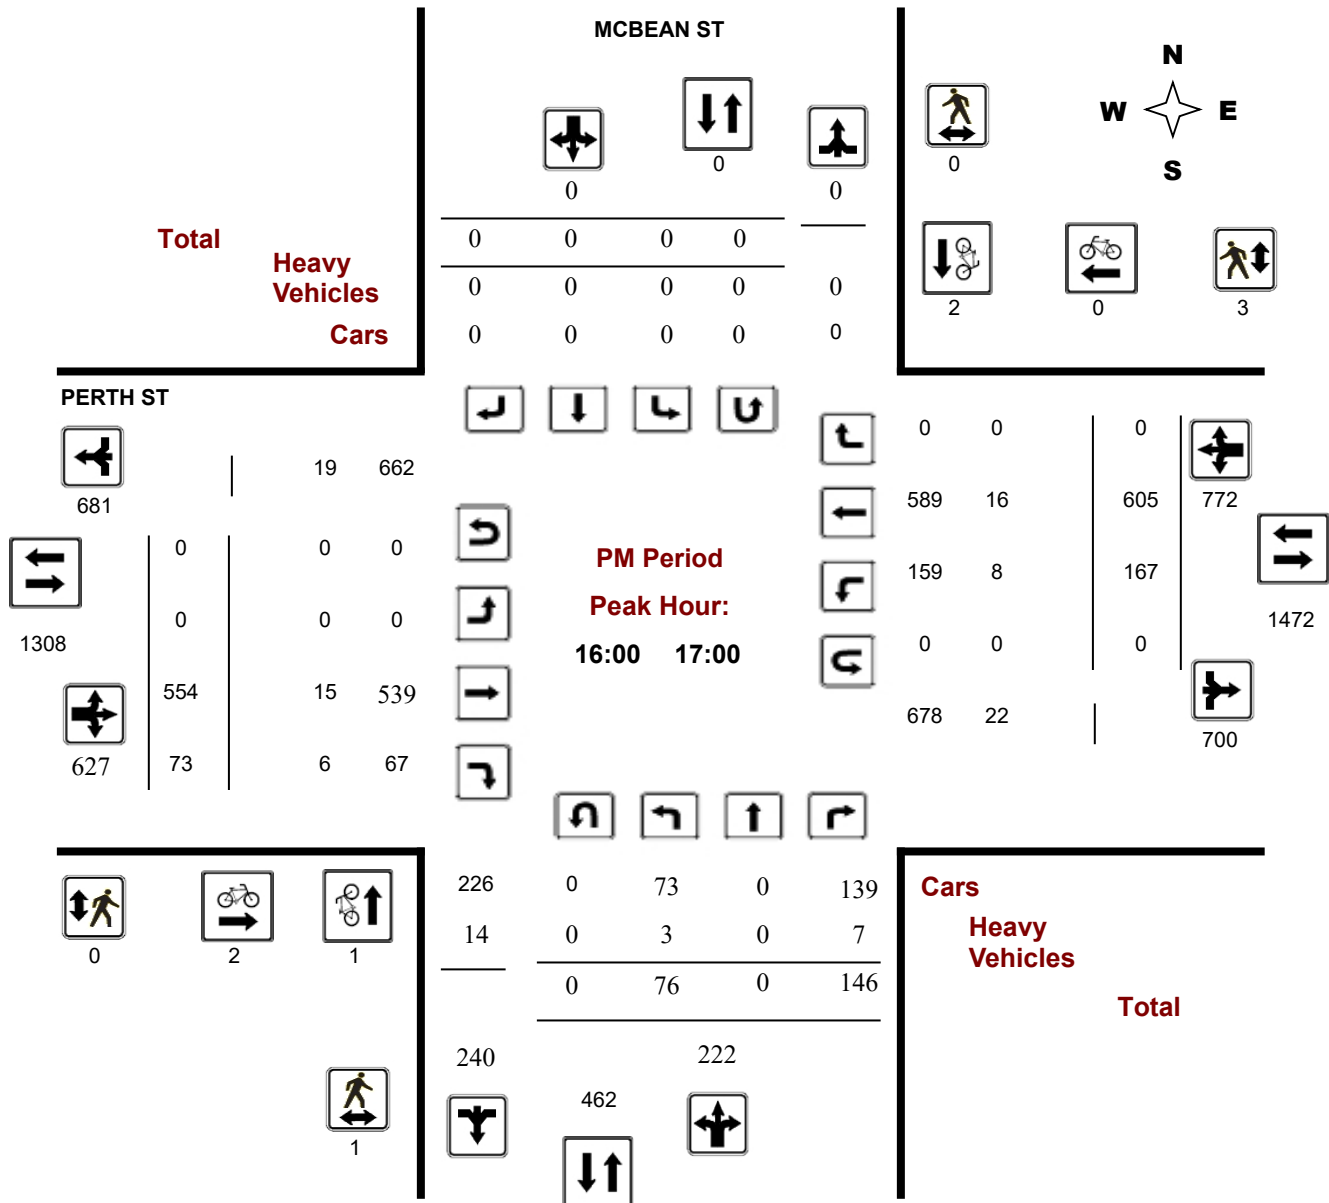 MCBEAN ST
N
W E
S
0
0
0 0
Total
0 0 0 0
Heavy
Vehicles
0 0 0 0 0
2 0 3
Cars
0 0 0 0 0
PERTH ST
0 0 0
19 662
681
589 16 605 772
0 0 0
PM Period
159 8 167
Peak Hour:
0 0 0
1308
1472
16:00 17:00
0 0 0
554 15 539
678 22
700
627 73 6 67
226 0 73 0 139
Cars
14 0 3 0 7
Heavy
Vehicles
0 2 1
0 76 0 146
Total
240 222
462
1